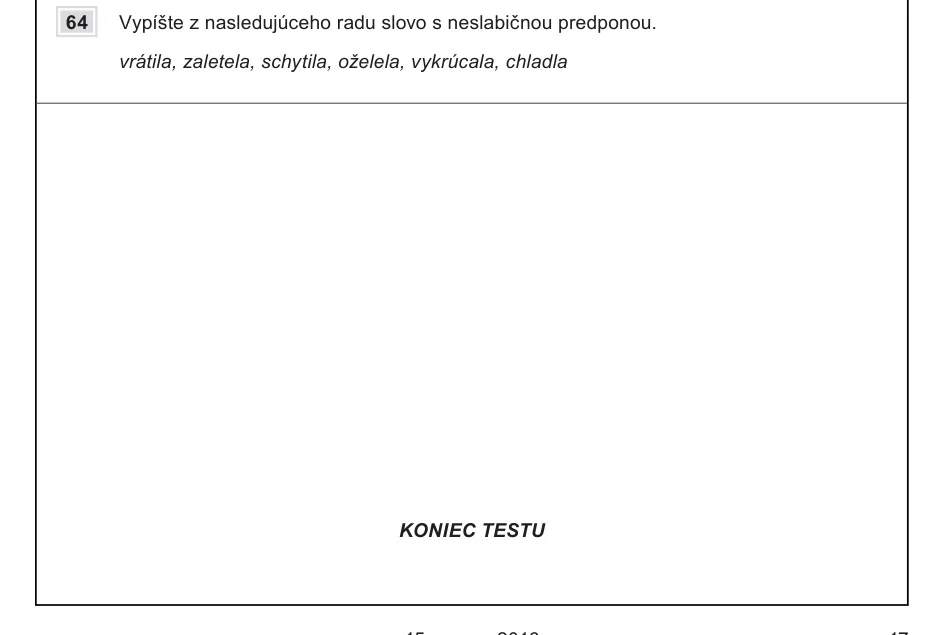 64 Vypíšte z nasledujúceho radu slovo s neslabičnou predponou.
vrátila, zaletela, schytila, oželela, vykrúcala, chladla
KONIEC TESTU